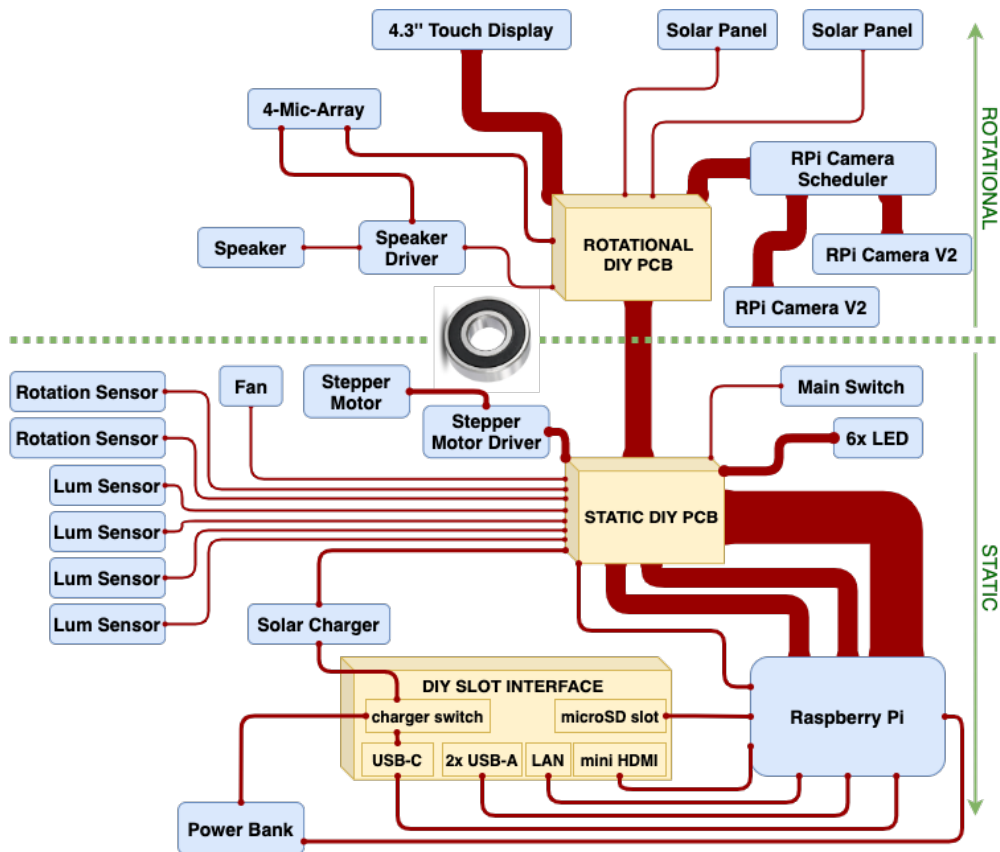 4.3" Touch Display
Solar Panel
Solar Panel
4-Mic-Array
RPi Camera
Scheduler
ROTATIONAL
Speaker
Speaker
Driver
ROTATIONAL
DIY PCB
RPi Camera V2
RPi Camera V2
Rotation Sensor
Fan
Stepper
Motor
Main Switch
Rotation Sensor
Stepper
Motor Driver
6x LED
Lum Sensor
Lum Sensor
STATIC DIY PCB
STATIC
Lum Sensor
Lum Sensor
Solar Charger
DIY SLOT INTERFACE
charger switch
microSD slot
Raspberry Pi
USB-C
2x USB-A
LAN
mini HDMI
Power Bank